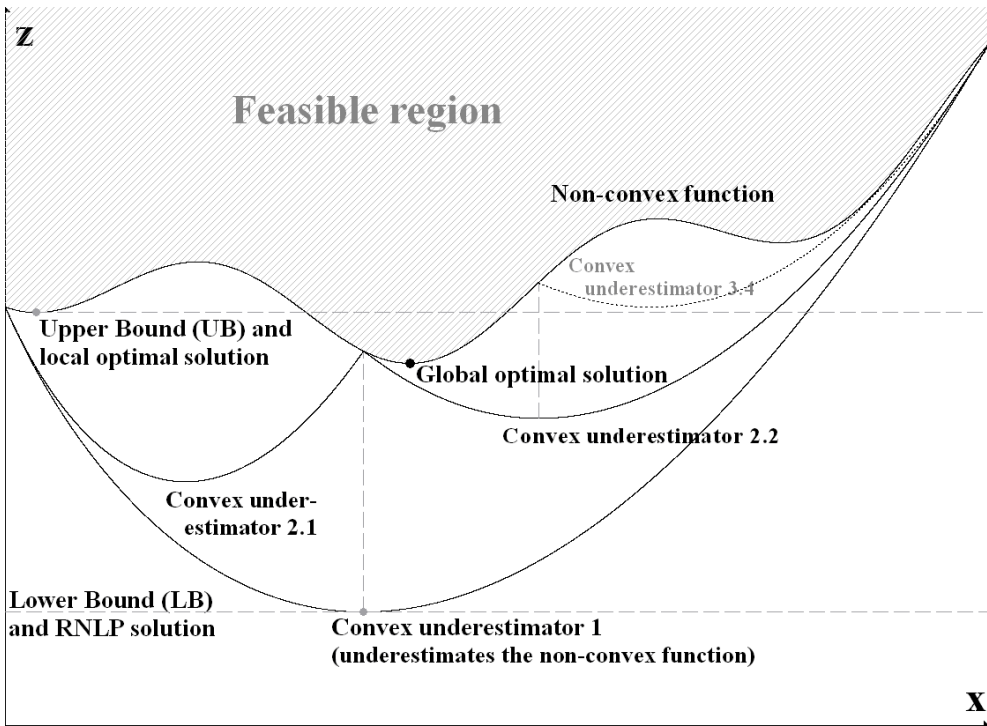 z
Feasible region
Non-convex function
Convex
underestimator 3.4
Upper Bound (UB) and
local optimal solution
Global optimal solution
Convex underestimator 2.2
Convex under-
estimator 2.1
Lower Bound (LB)
and RNLP solution
Convex underestimator 1
(underestimates the non-convex function)
x